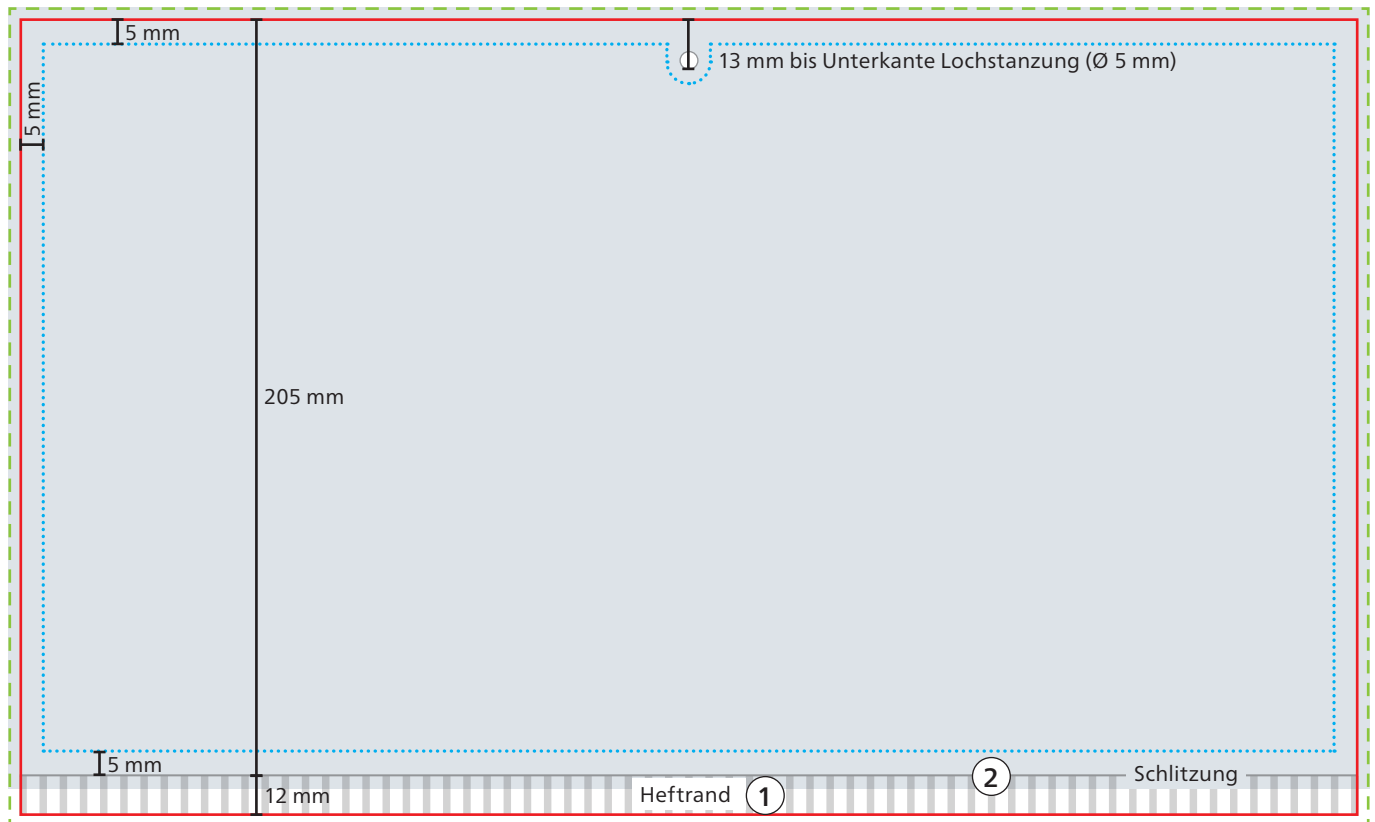 5 mm
13 mm bis Unterkante Lochstanzung (Ø 5 mm)
5 mm
205 mm
5 mm
2 Schlitzung
12 mm
Heftrand 1